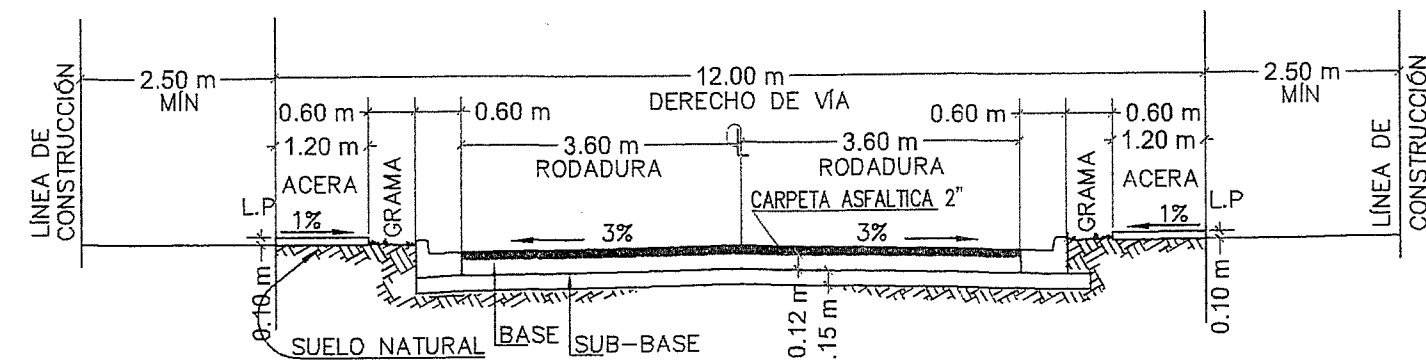 LÍNEA DE
CONSTRUCCIÓN
2.50 m
MÍN
12.00 m
DERECHO DE VÍA
2.50 m
MÍN
LÍNEA DE
CONSTRUCCIÓN
0.60 m
0.60 m
0.60 m
0.60 m
1.20 m
ACERA
GRAMA
3.60 m
RODADURA
3.60 m
RODADURA
GRAMA
1.20 m
ACERA
CARPETA ASFALTICA 2"
L.P
1%
3%
3%
1%
L.P
0.10 m
SUELO NATURAL
BASE
SUB-BASE
0.12 m
.15 m
0.10 m